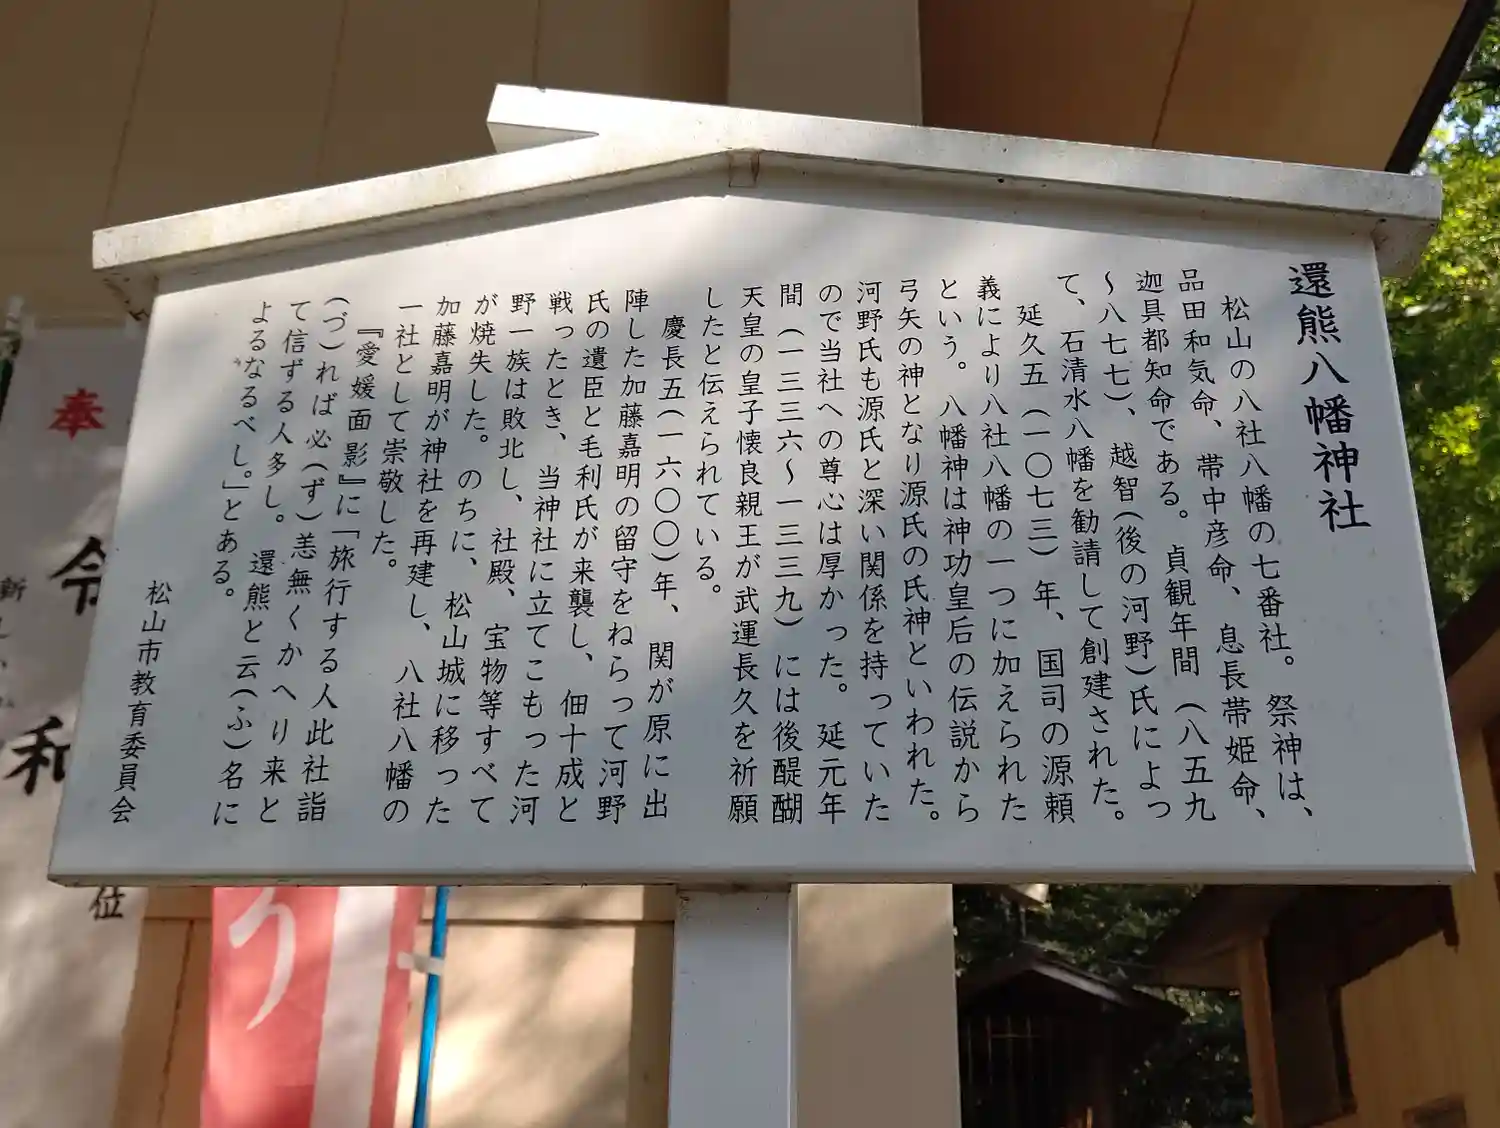 還熊八幡神社
松山の八社八幡の七番社。祭神は、
品田和気命、帯中彦命、息長帯姫命、
迦具都知命である。貞観年間（八五九
～八七七）、越智（後の河野）氏によっ
て、石清水八幡を勧請して創建された。
延久五（一〇七三）年、国司の源頼
義により八社八幡の一つに加えられた
という。八幡神は神功皇后の伝説から
弓矢の神となり源氏の氏神といわれた。
河野氏も源氏と深い関係を持っていた
ので当社への尊心は厚かった。延元年
間（一三三六～一三三九）には後醍醐
天皇の皇子懐良親王が武運長久を祈願
したと伝えられている。
慶長五（一六〇〇）年、関が原に出
陣した加藤嘉明の留守をねらって河野
氏の遺臣と毛利氏が来襲し、佃十成と
戦ったとき、当神社に立てこもった河
野一族は敗北し、社殿、宝物等すべて
が焼失した。のちに、松山城に移った
加藤嘉明が神社を再建し、八社八幡の
一社として崇敬した。
『愛媛面影』に「旅行する人此社詣
（づ）れば必（ず）恙無くかへり来と
て信ずる人多し。還熊と云（ふ）名に
よるなるべし。」とある。
松山市教育委員会
奉
令
和
新しい
位
う